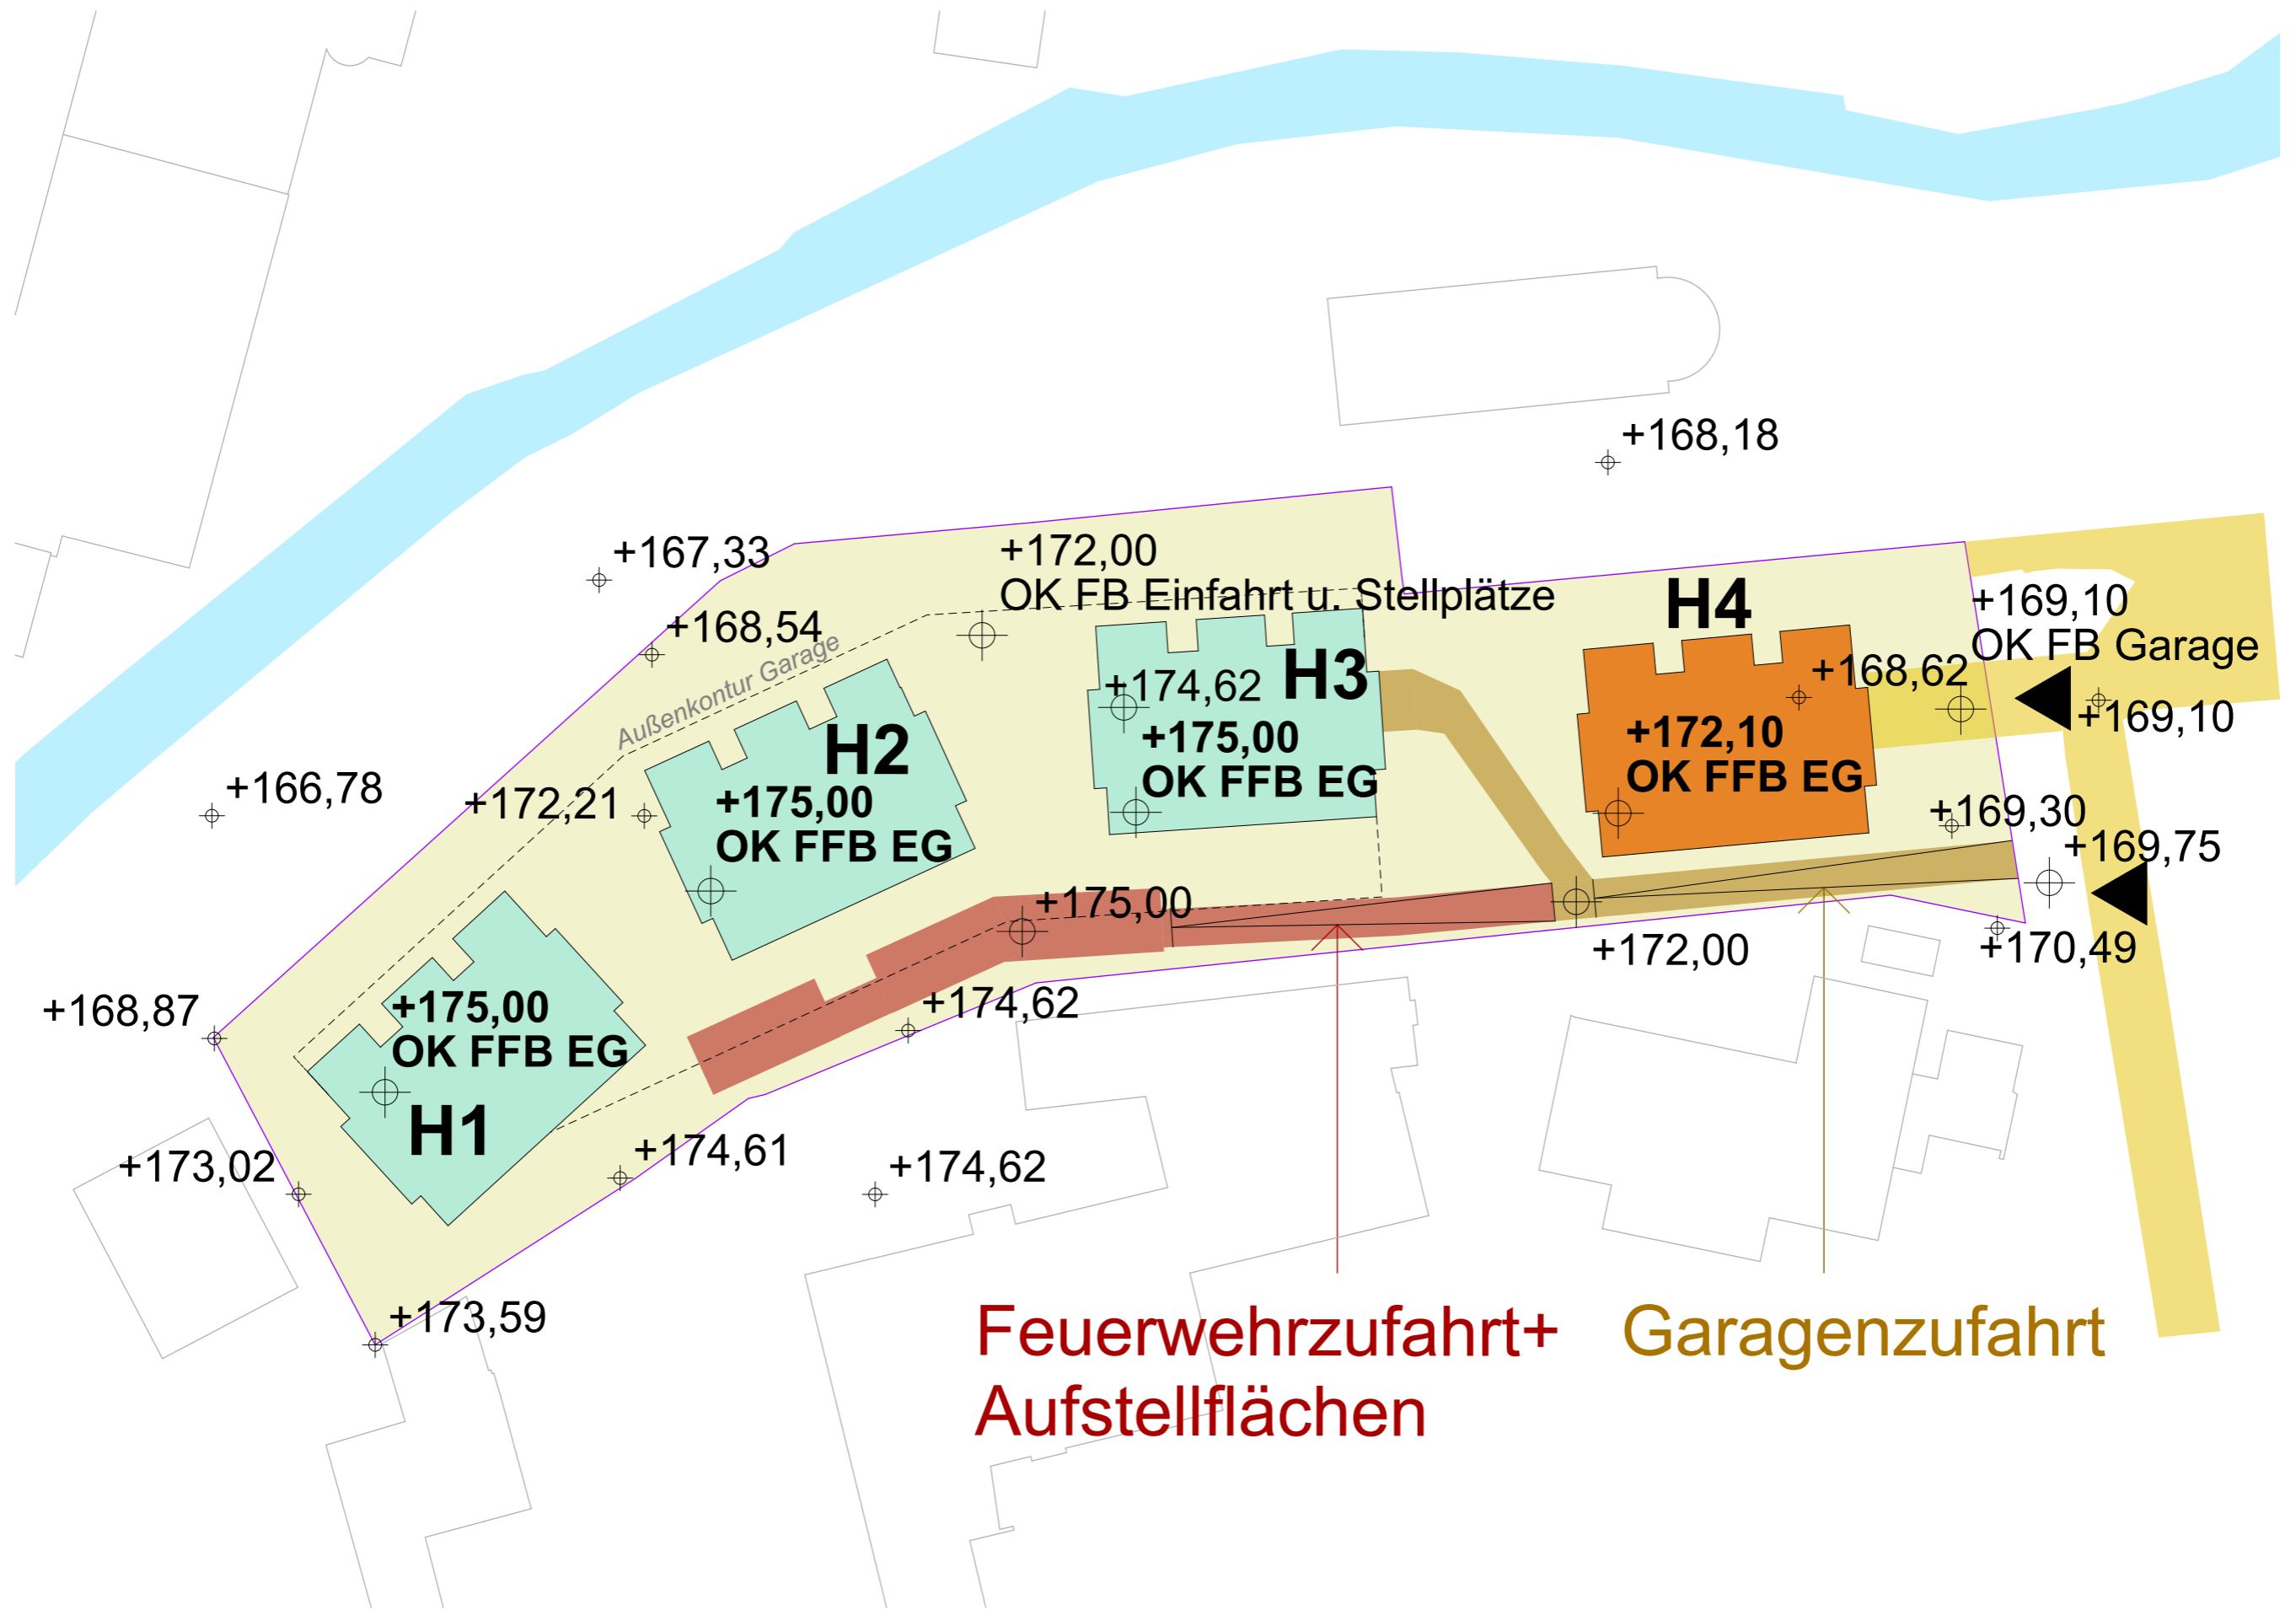 +168,18
+167,33
+172,00
OK FB Einfahrt u. Stellplätze
H4
+169,10
OK FB Garage
+168,54
Außenkontur Garage
+174,62
H3
+168,62
+169,10
H2
+175,00
OK FFB EG
+172,10
OK FFB EG
+166,78
+172,21
+175,00
OK FFB EG
+169,30
+169,75
+175,00
+172,00
+170,49
+168,87
+175,00
OK FFB EG
H1
+174,62
+173,02
+174,61
+174,62
+173,59
Feuerwehrzufahrt+
Aufstellflächen
Garagenzufahrt